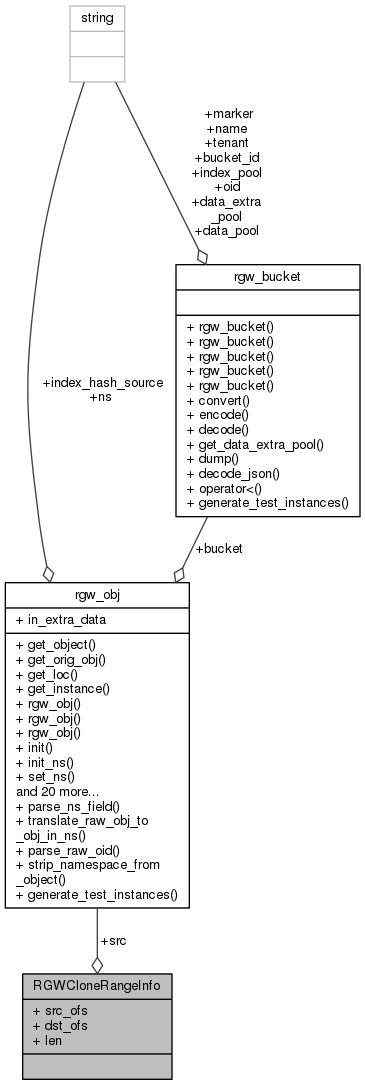 string
+marker
+name
+tenant
+bucket_id
+index_pool
+oid
+data_extra
_pool
+data_pool
rgw_bucket
+ rgw_bucket()
+ rgw_bucket()
+ rgw_bucket()
+ rgw_bucket()
+ rgw_bucket()
+ convert()
+ encode()
+ decode()
+ get_data_extra_pool()
+ dump()
+ decode_json()
+ operator<()
+ generate_test_instances()
+index_hash_source
+ns
+bucket
rgw_obj
+ in_extra_data
+ get_object()
+ get_orig_obj()
+ get_loc()
+ get_instance()
+ rgw_obj()
+ rgw_obj()
+ rgw_obj()
+ init()
+ init_ns()
+ set_ns()
and 20 more...
+ parse_ns_field()
+ translate_raw_obj_to
_obj_in_ns()
+ parse_raw_oid()
+ strip_namespace_from
_object()
+ generate_test_instances()
+src
RGWCloneRangeInfo
+ src_ofs
+ dst_ofs
+ len